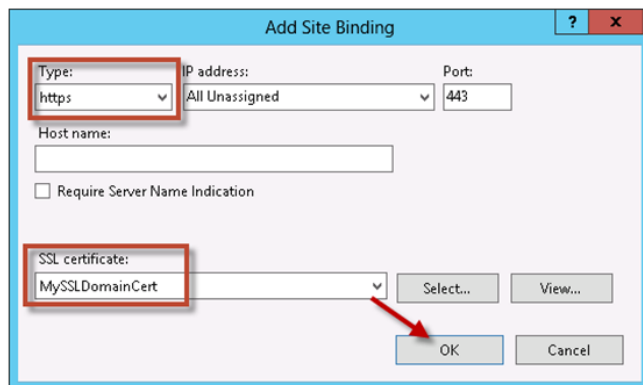 Add Site Binding
? x
Type: IP address: Port:
https All Unassigned 443
Host name:
Require Server Name Indication
SSL certificate:
MySSLDomainCert Select... View...
OK Cancel